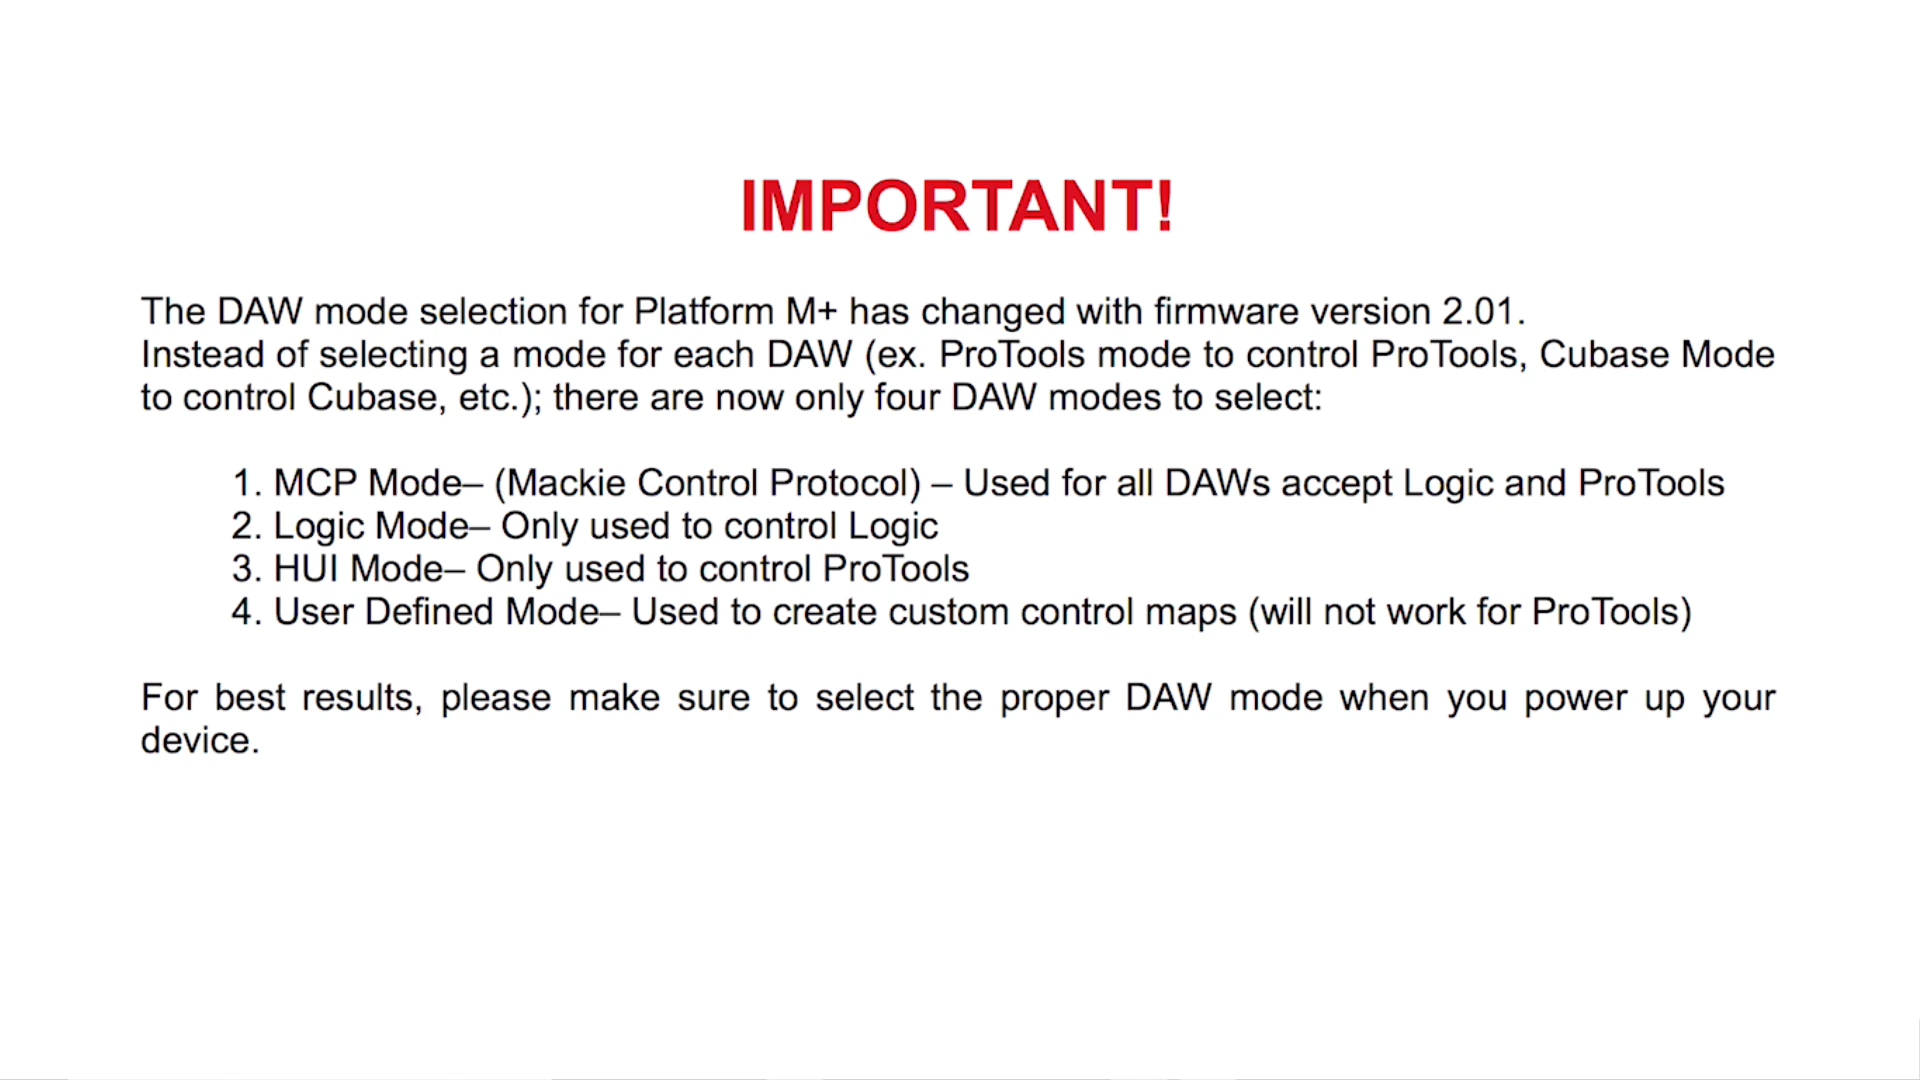 IMPORTANT!
The DAW mode selection for Platform M+ has changed with firmware version 2.01.
Instead of selecting a mode for each DAW (ex. ProTools mode to control ProTools, Cubase Mode
to control Cubase, etc.); there are now only four DAW modes to select:
1. MCP Mode– (Mackie Control Protocol) – Used for all DAWs accept Logic and ProTools
2. Logic Mode– Only used to control Logic
3. HUI Mode– Only used to control ProTools
4. User Defined Mode– Used to create custom control maps (will not work for ProTools)
For best results, please make sure to select the proper DAW mode when you power up your
device.